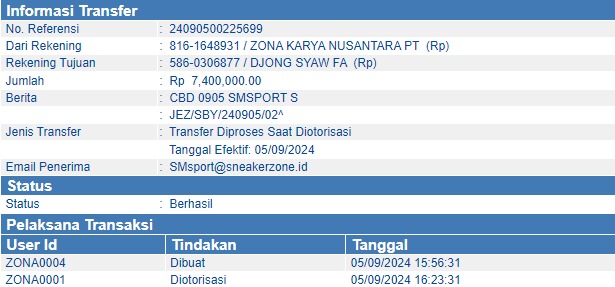 Informasi Transfer
No. Referensi : 24090500225699
Dari Rekening : 816-1648931 / ZONA KARYA NUSANTARA PT (Rp)
Rekening Tujuan : 586-0306877 / DJONG SYAW FA (Rp)
Jumlah : Rp 7,400,000.00
Berita : CBD 0905 SMSPORT S
: JEZ/SBY/240905/02^
Jenis Transfer : Transfer Diproses Saat Diotorisasi
Tanggal Efektif: 05/09/2024
Email Penerima : SMsport@sneakerzone.id
Status
Status : Berhasil
Pelaksana Transaksi
User Id Tindakan Tanggal
ZONA0004 Dibuat 05/09/2024 15:56:31
ZONA0001 Diotorisasi 05/09/2024 16:23:31